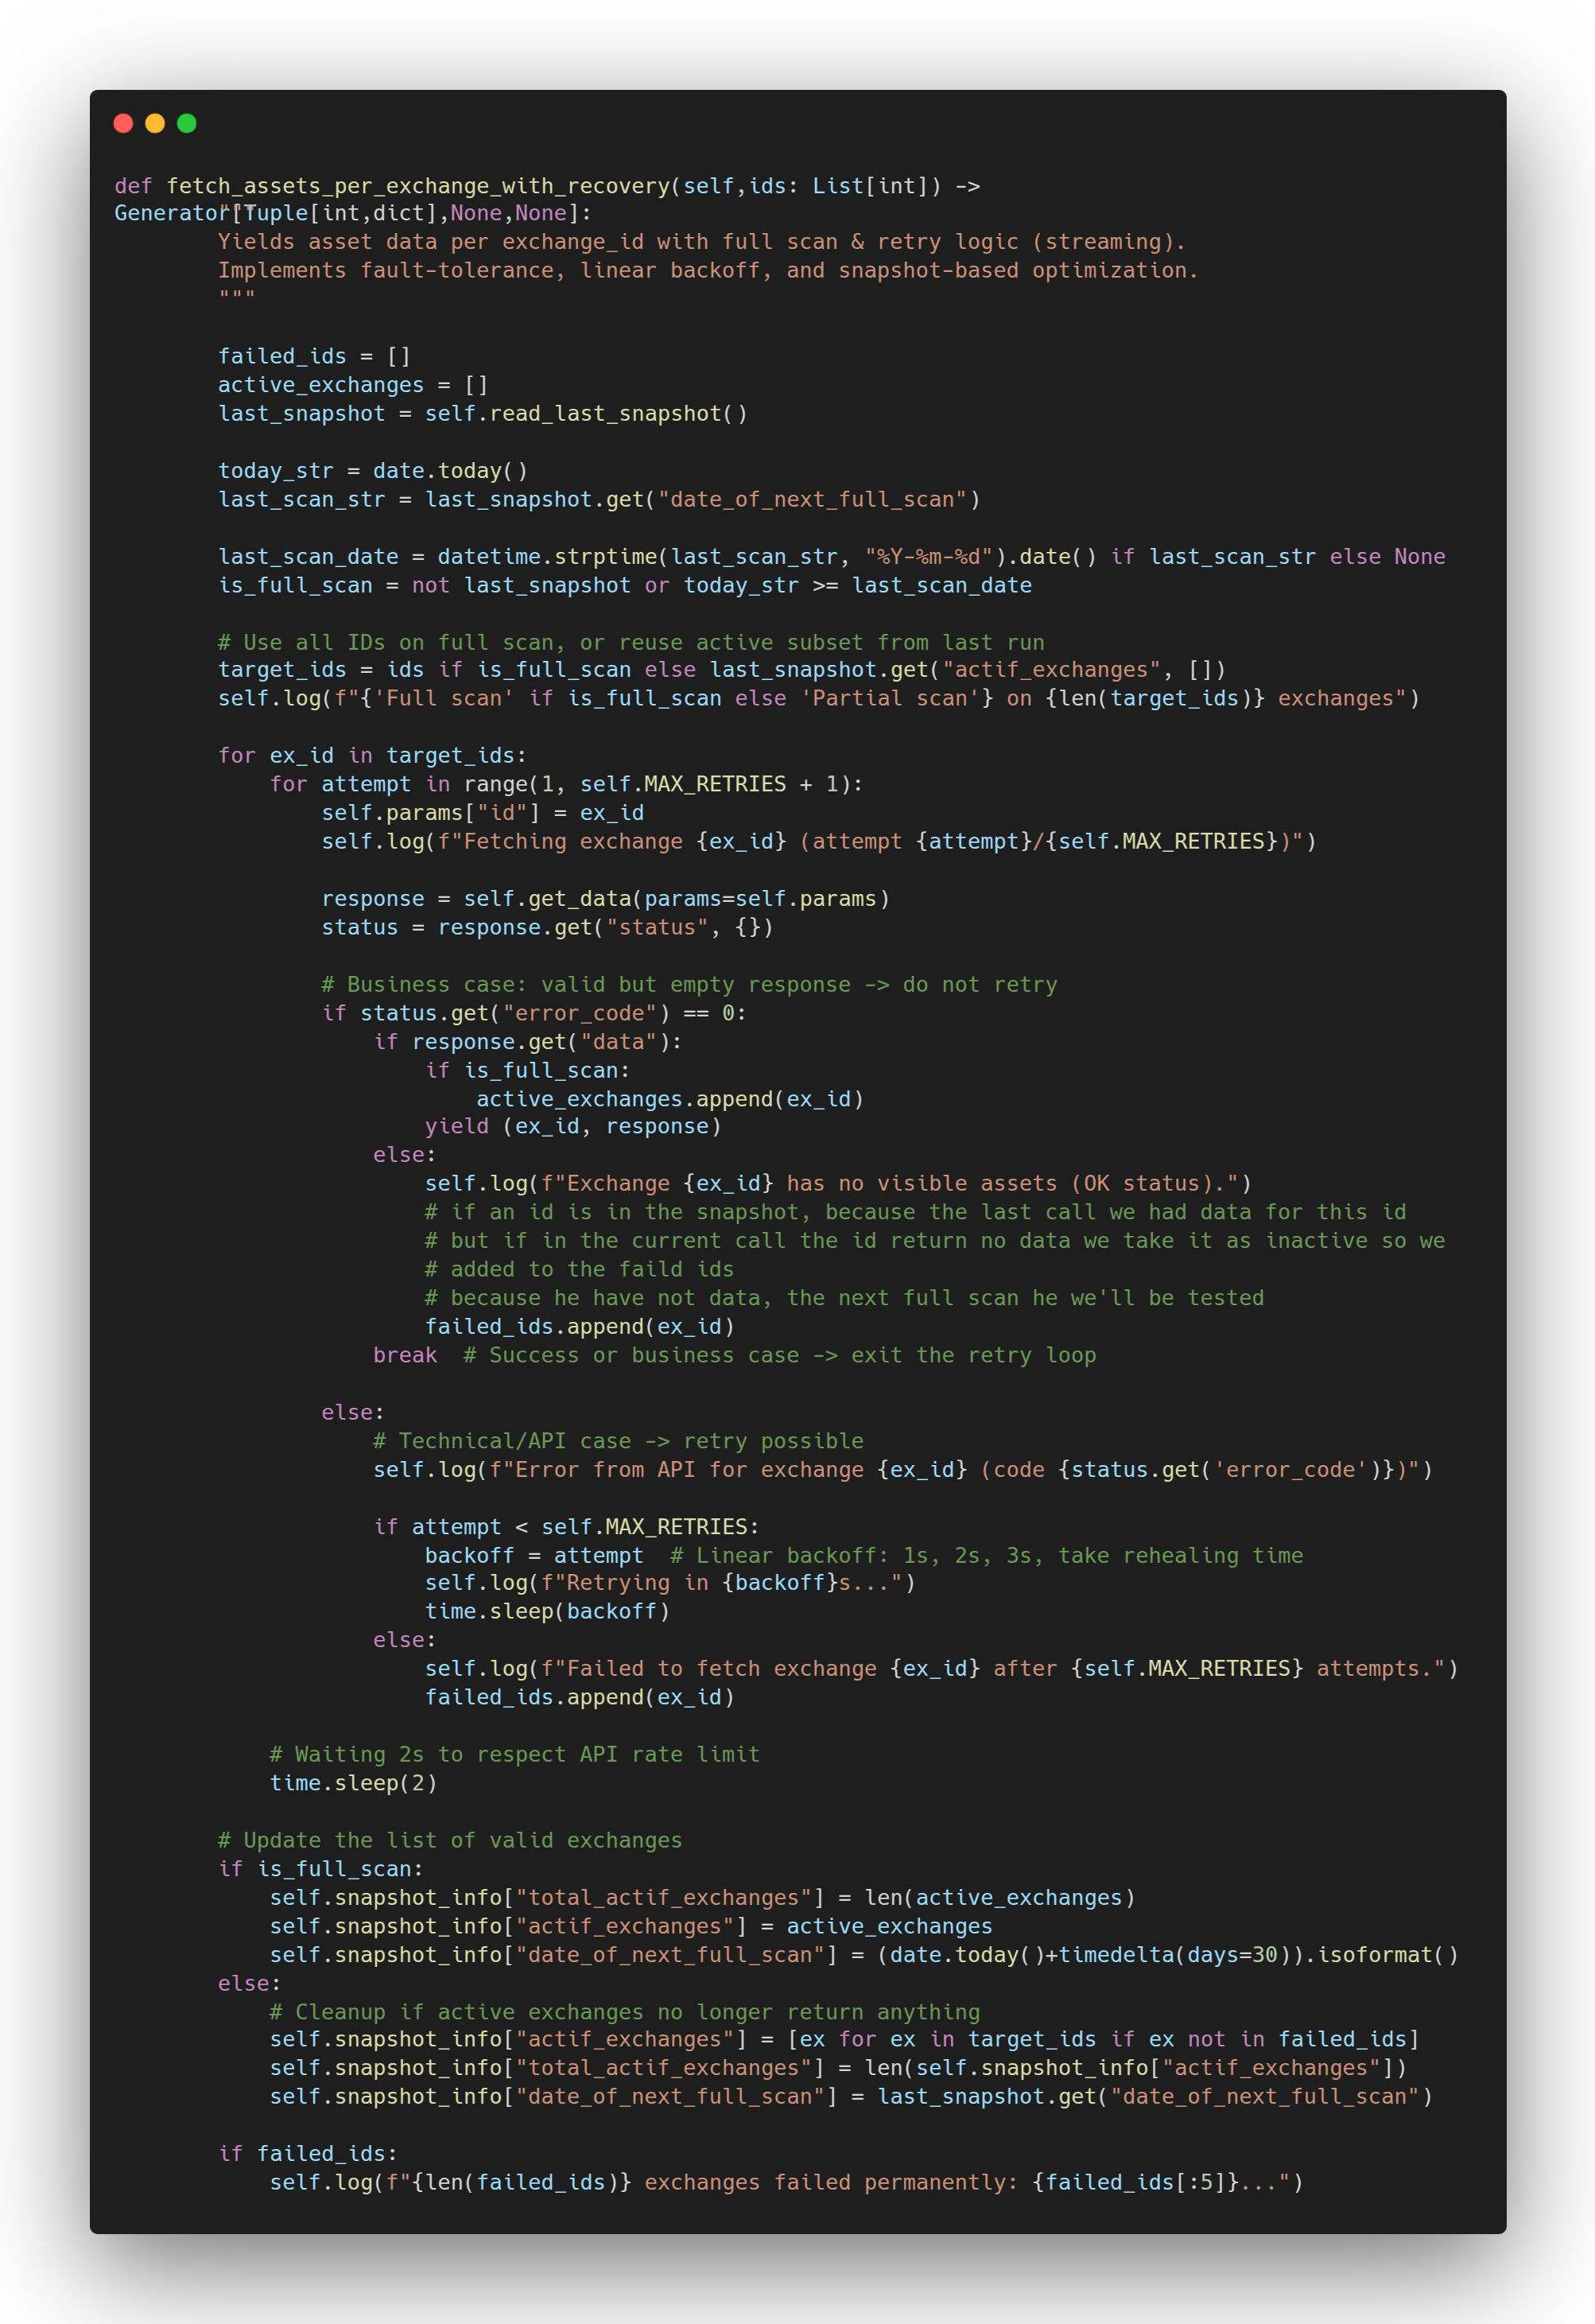 def fetch_assets_per_exchange_with_recovery(self,ids: List[int]) ->
Generator[Tuple[int,dict],None,None]:
        """
        Yields asset data per exchange_id with full scan & retry logic (streaming).
        Implements fault-tolerance, linear backoff, and snapshot-based optimization.
        """

        failed_ids = []
        active_exchanges = []
        last_snapshot = self.read_last_snapshot()

        today_str = date.today()
        last_scan_str = last_snapshot.get("date_of_next_full_scan")

        last_scan_date = datetime.strptime(last_scan_str, "%Y-%m-%d").date() if last_scan_str else None
        is_full_scan = not last_snapshot or today_str >= last_scan_date

        # Use all IDs on full scan, or reuse active subset from last run
        target_ids = ids if is_full_scan else last_snapshot.get("actif_exchanges", [])
        self.log(f"{'Full scan' if is_full_scan else 'Partial scan'} on {len(target_ids)} exchanges")

        for ex_id in target_ids:
            for attempt in range(1, self.MAX_RETRIES + 1):
                self.params["id"] = ex_id
                self.log(f"Fetching exchange {ex_id} (attempt {attempt}/{self.MAX_RETRIES})")

                response = self.get_data(params=self.params)
                status = response.get("status", {})

                # Business case: valid but empty response -> do not retry
                if status.get("error_code") == 0:
                    if response.get("data"):
                        if is_full_scan:
                            active_exchanges.append(ex_id)
                        yield (ex_id, response)
                    else:
                        self.log(f"Exchange {ex_id} has no visible assets (OK status).")
                        # if an id is in the snapshot, because the last call we had data for this id
                        # but if in the current call the id return no data we take it as inactive so we
                        # added to the faild ids
                        # because he have not data, the next full scan he we'll be tested
                        failed_ids.append(ex_id)
                    break  # Success or business case -> exit the retry loop

                else:
                    # Technical/API case -> retry possible
                    self.log(f"Error from API for exchange {ex_id} (code {status.get('error_code')})")

                    if attempt < self.MAX_RETRIES:
                        backoff = attempt  # Linear backoff: 1s, 2s, 3s, take rehealing time
                        self.log(f"Retrying in {backoff}s...")
                        time.sleep(backoff)
                    else:
                        self.log(f"Failed to fetch exchange {ex_id} after {self.MAX_RETRIES} attempts.")
                        failed_ids.append(ex_id)

            # Waiting 2s to respect API rate limit
            time.sleep(2)

        # Update the list of valid exchanges
        if is_full_scan:
            self.snapshot_info["total_actif_exchanges"] = len(active_exchanges)
            self.snapshot_info["actif_exchanges"] = active_exchanges
            self.snapshot_info["date_of_next_full_scan"] = (date.today()+timedelta(days=30)).isoformat()
        else:
            # Cleanup if active exchanges no longer return anything
            self.snapshot_info["actif_exchanges"] = [ex for ex in target_ids if ex not in failed_ids]
            self.snapshot_info["total_actif_exchanges"] = len(self.snapshot_info["actif_exchanges"])
            self.snapshot_info["date_of_next_full_scan"] = last_snapshot.get("date_of_next_full_scan")

        if failed_ids:
            self.log(f"{len(failed_ids)} exchanges failed permanently: {failed_ids[:5]}...")